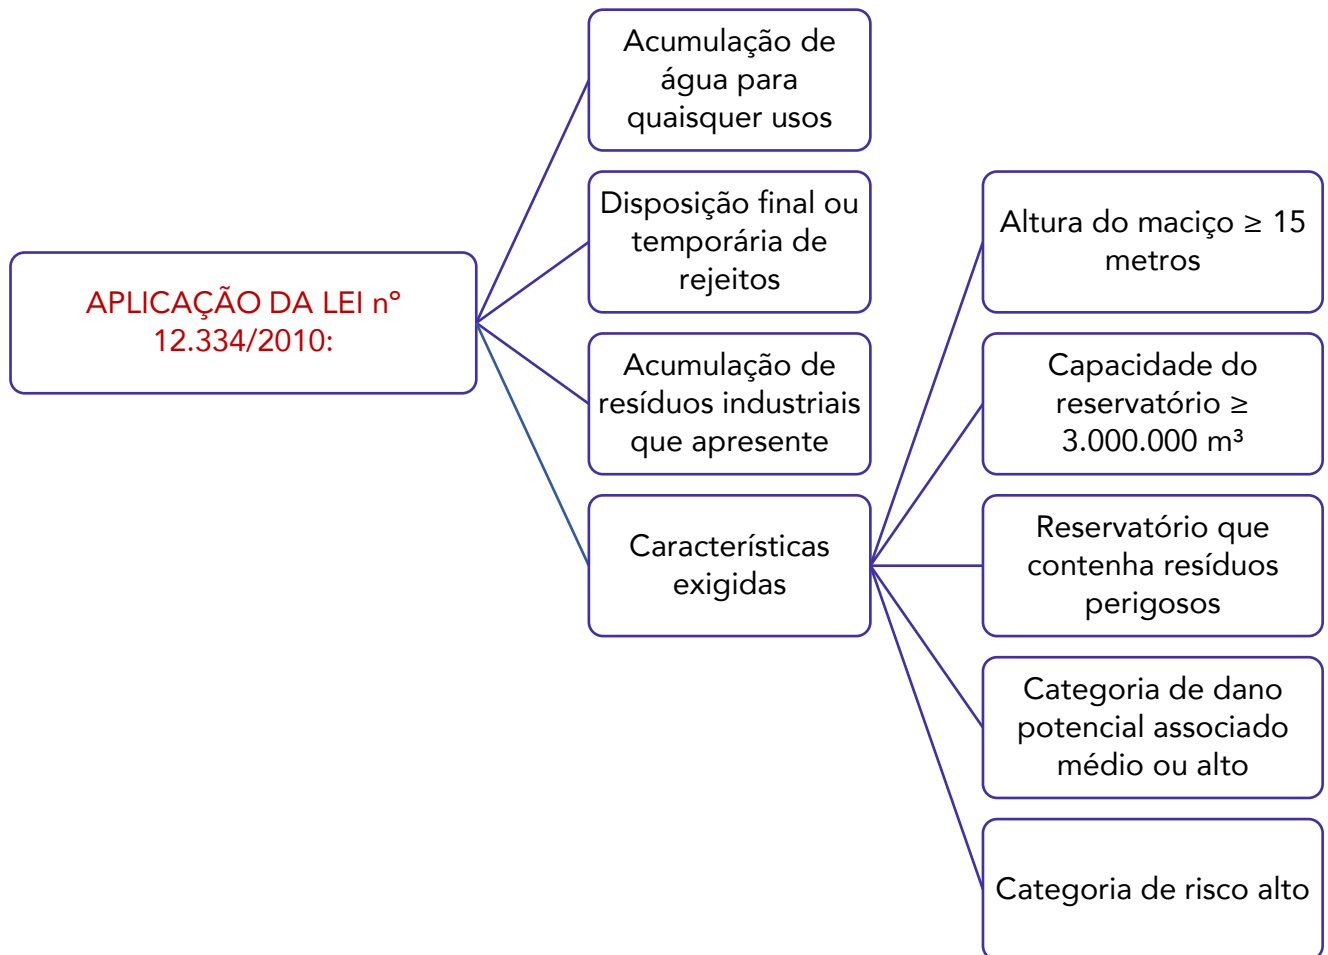 APLICAÇÃO DA LEI nº
12.334/2010:
Acumulação de
água para
quaisquer usos
Disposição final ou
temporária de
rejeitos
Acumulação de
resíduos industriais
que apresente
Características
exigidas
Altura do maciço ≥ 15
metros
Capacidade do
reservatório ≥
3.000.000 m³
Reservatório que
contenha resíduos
perigosos
Categoria de dano
potencial associado
médio ou alto
Categoria de risco alto